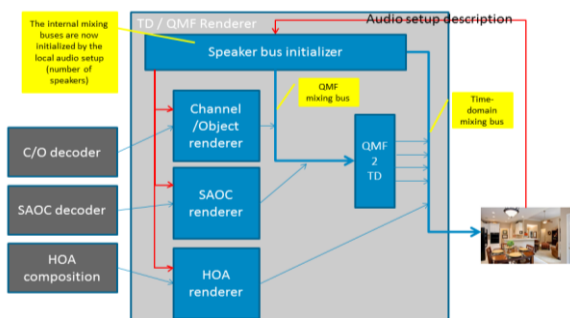 TD / QMF Renderer
Audio setup description
The internal mixing
buses are now
initialized by the
local audio setup
(number of
speakers)
Speaker bus initializer
QMF
mixing bus
Time-
domain mixing
bus
Channel
/Object
renderer
C/O decoder
QMF
2
TD
SAOC decoder
SAOC
renderer
HOA
composition
HOA
renderer